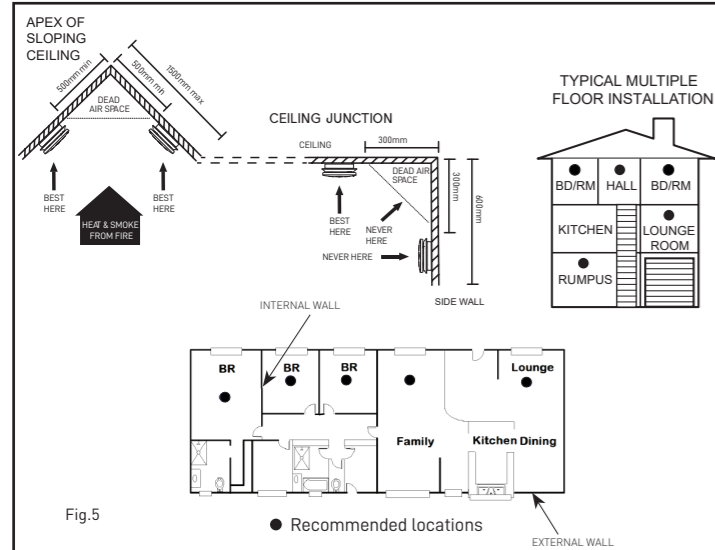 APEX OF
SLOPING
CEILING
500mm min
500mm mh
1500mm max
DEAD
AIR SPACE
BEST
HERE
BEST
HERE
HEAT & SMOKE
FROM FIRE
CEILING JUNCTION
CEILING
300mm
DEAD AIR
SPACE
300mm
600mm
BEST
HERE
NEVER
HERE
NEVER HERE
SIDE WALL
TYPICAL MULTIPLE
FLOOR INSTALLATION
BD/RM
HALL
BD/RM
KITCHEN
LOUNGE
ROOM
RUMPUS
INTERNAL WALL
BR
BR
BR
Lounge
Family
Kitchen Dining
Fig.5
Recommended locations
EXTERNAL WALL